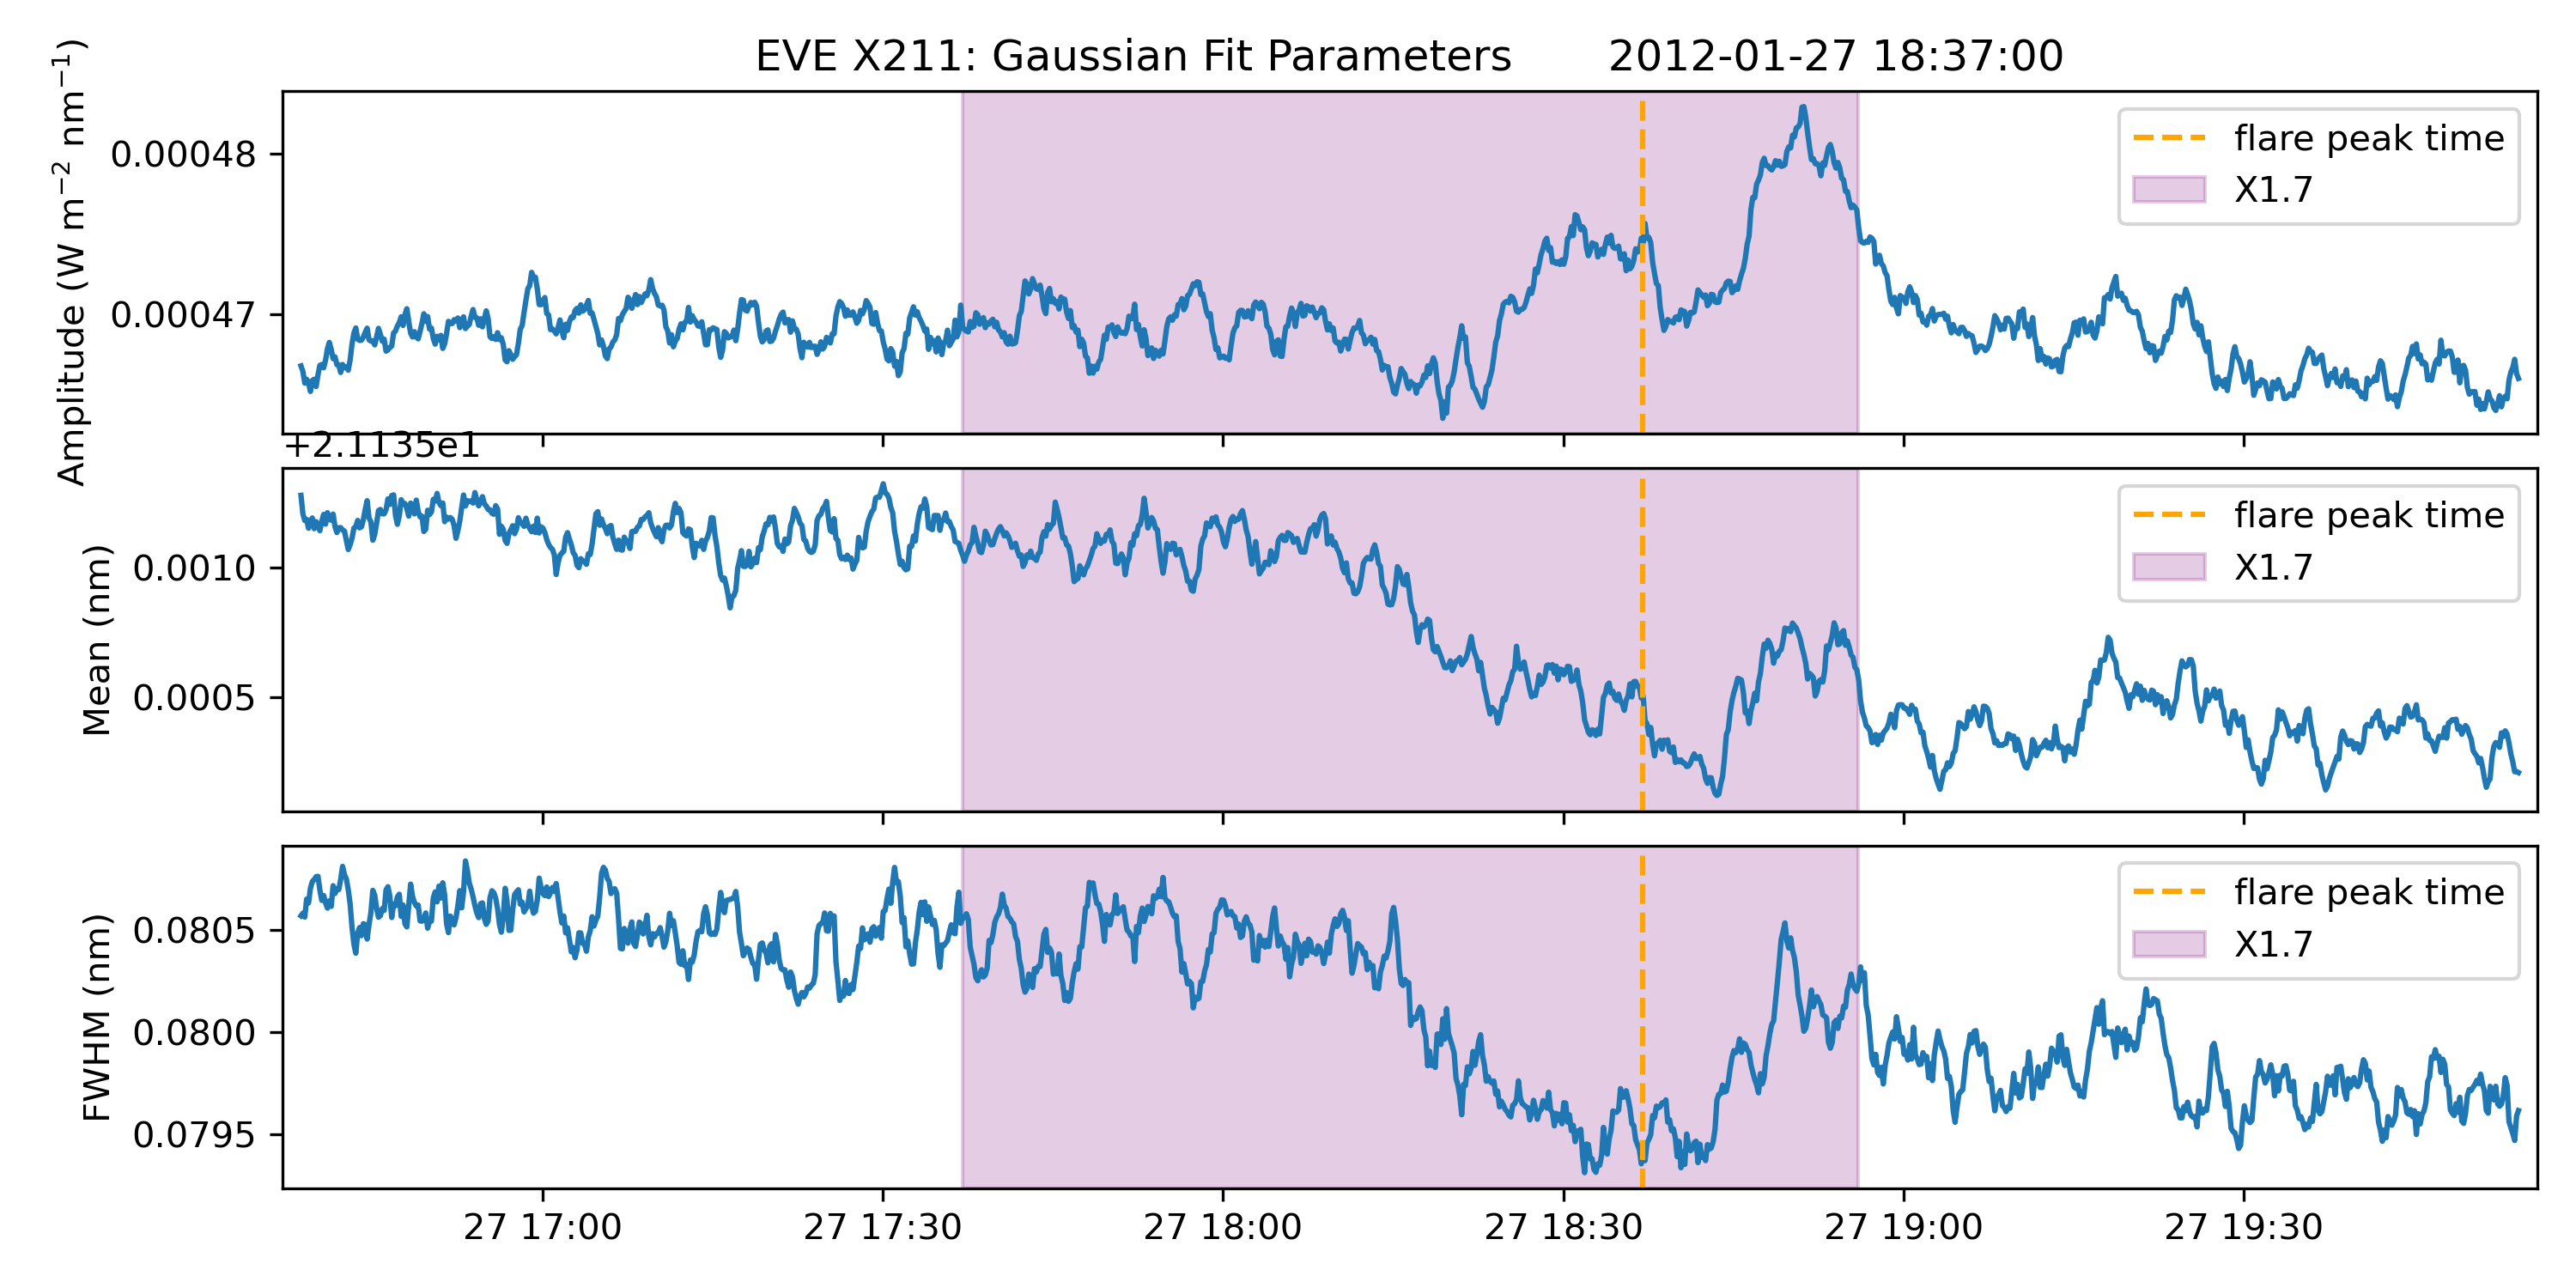 EVE X211: Gaussian Fit Parameters 2012-01-27 18:37:00
Amplitude (W m⁻² nm⁻¹)
0.00048
0.00047
flare peak time
X1.7
+2.1135e1
Mean (nm)
0.0010
0.0005
flare peak time
X1.7
FWHM (nm)
0.0805
0.0800
0.0795
flare peak time
X1.7
27 17:00 27 17:30 27 18:00 27 18:30 27 19:00 27 19:30